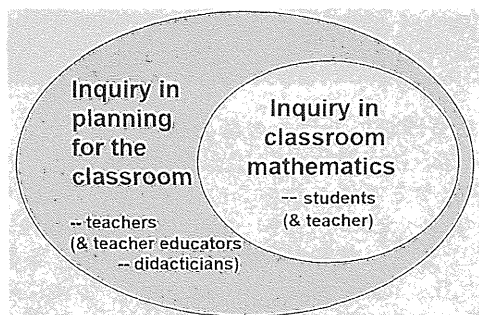 Inquiry in
planning
for the
classroom
-- teachers
(& teacher educators
-- didacticians)
Inquiry in
classroom
mathematics
-- students
(& teacher)